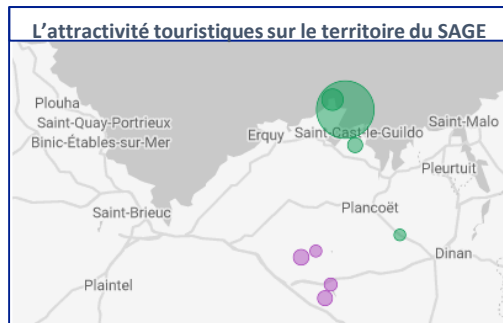 L’attractivité touristiques sur le territoire du SAGE
Plouha
Saint-Quay-Portrieux
Binic-Étables-sur-Mer
Erquy
Saint-Cast-le-Guildo
Saint-Malo
Pleurtuit
Saint-Brieuc
Plancoët
Dinan
Plaintel